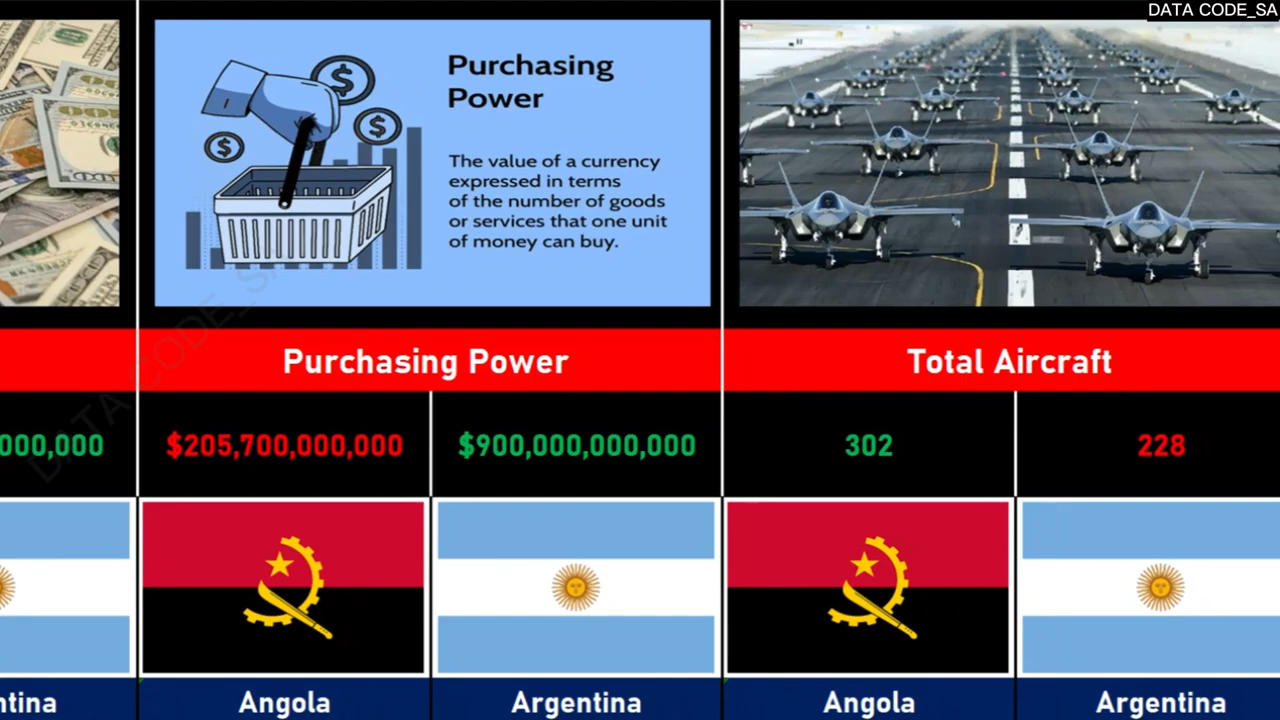 DATA CODE_SA
Purchasing
Power
The value of a currency
expressed in terms
of the number of goods
or services that one unit
of money can buy.
Purchasing Power
Total Aircraft
000,000
$205,700,000,000
$900,000,000,000
302
228
ntina
Angola
Argentina
Angola
Argentina
DATA CODE_SA